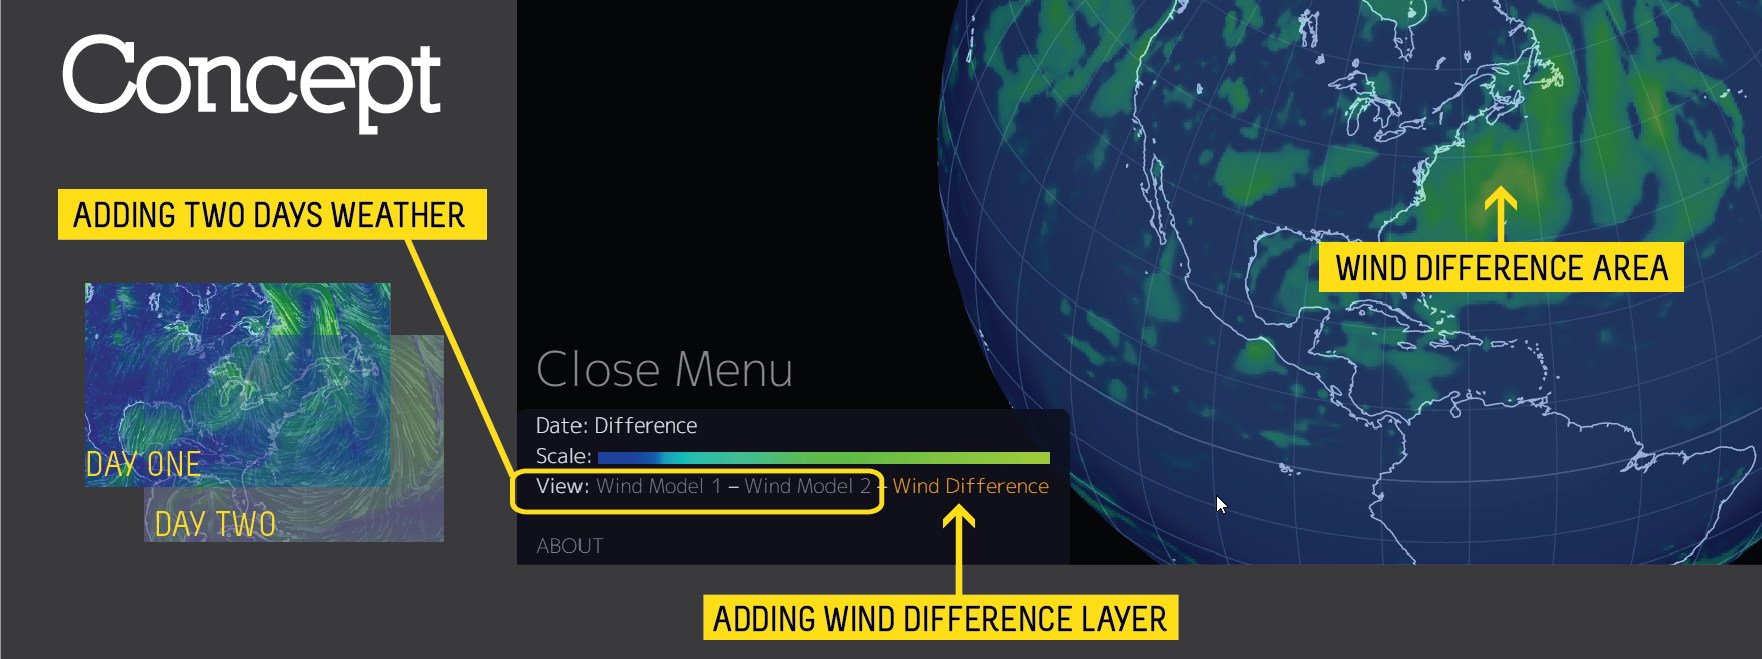 Concept
ADDING TWO DAYS WEATHER
DAY ONE
DAY TWO
WIND DIFFERENCE AREA
Close Menu
Date: Difference
Scale:
View: Wind Model 1 – Wind Model 2 – Wind Difference
ABOUT
ADDING WIND DIFFERENCE LAYER